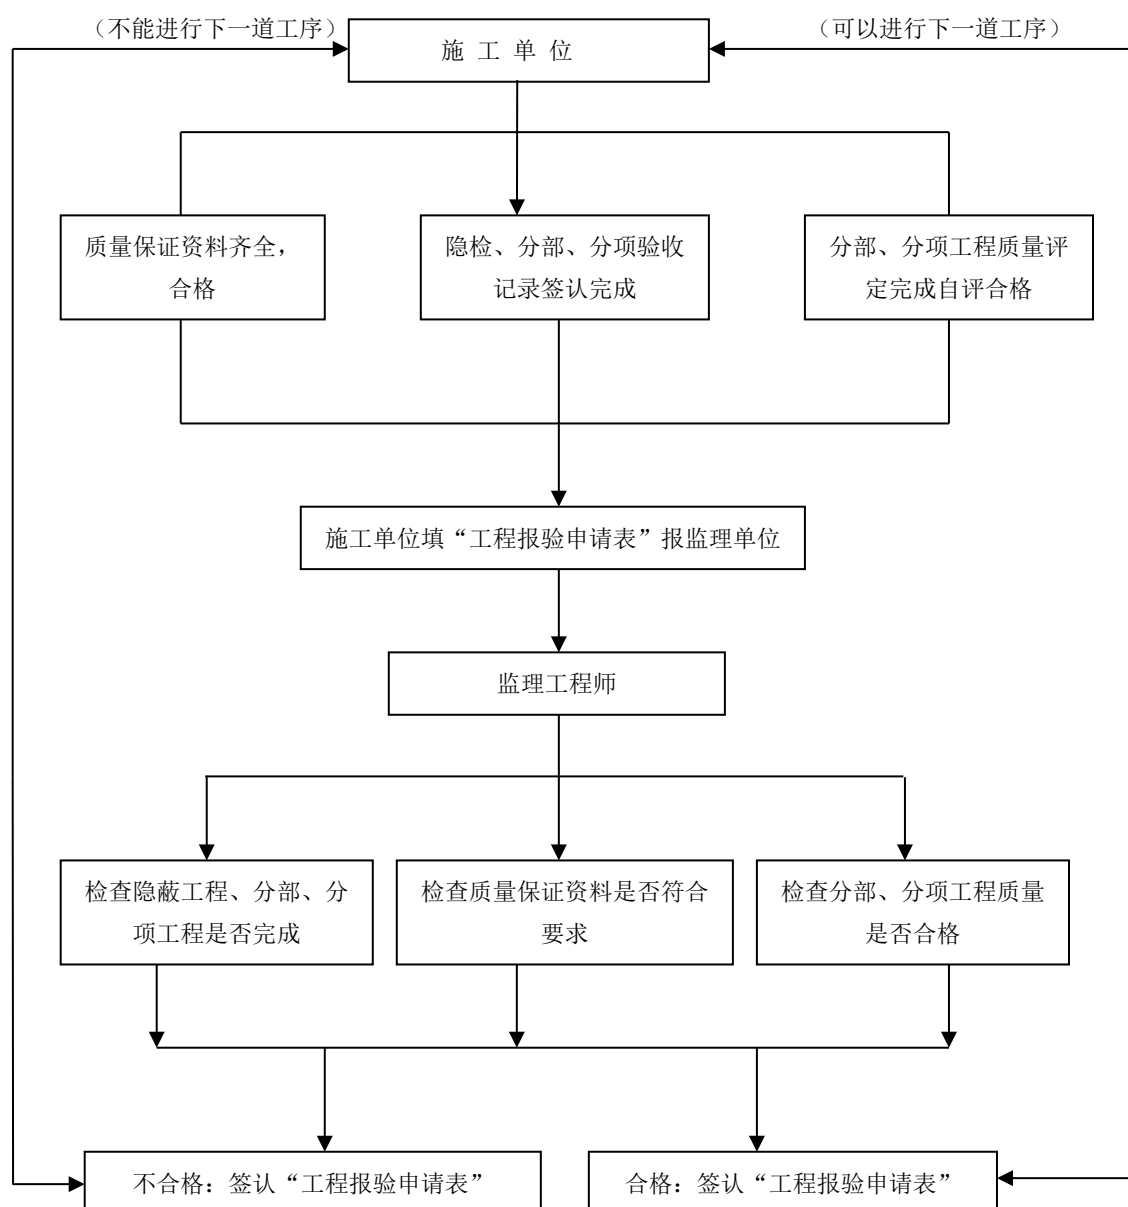 (不能进行下一道工序)
施 工 单 位
(可以进行下一道工序)
质量保证资料齐全，
合格
隐检、分部、分项验收
记录签认完成
分部、分项工程质量评
定完成自评合格
施工单位填“工程报验申请表”报监理单位
监理工程师
检查隐蔽工程、分部、分
项工程是否完成
检查质量保证资料是否符合
要求
检查分部、分项工程质量
是否合格
不合格：签认“工程报验申请表”
合格：签认“工程报验申请表”